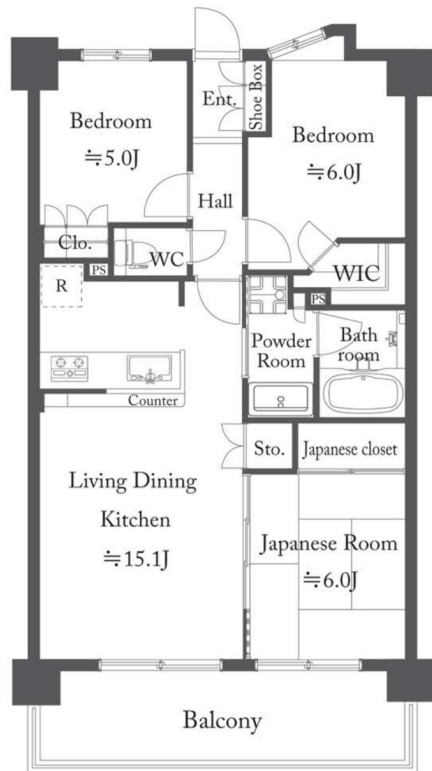 Ent.
Shoe Box
Bedroom
≒5.0J
Bedroom
≒6.0J
Hall
Clo.
PS
WC
R
WIC
PS
Powder
Room
Bath
room
Counter
Sto.
Japanese closet
Living Dining
Kitchen
≒15.1J
Japanese Room
≒6.0J
Balcony